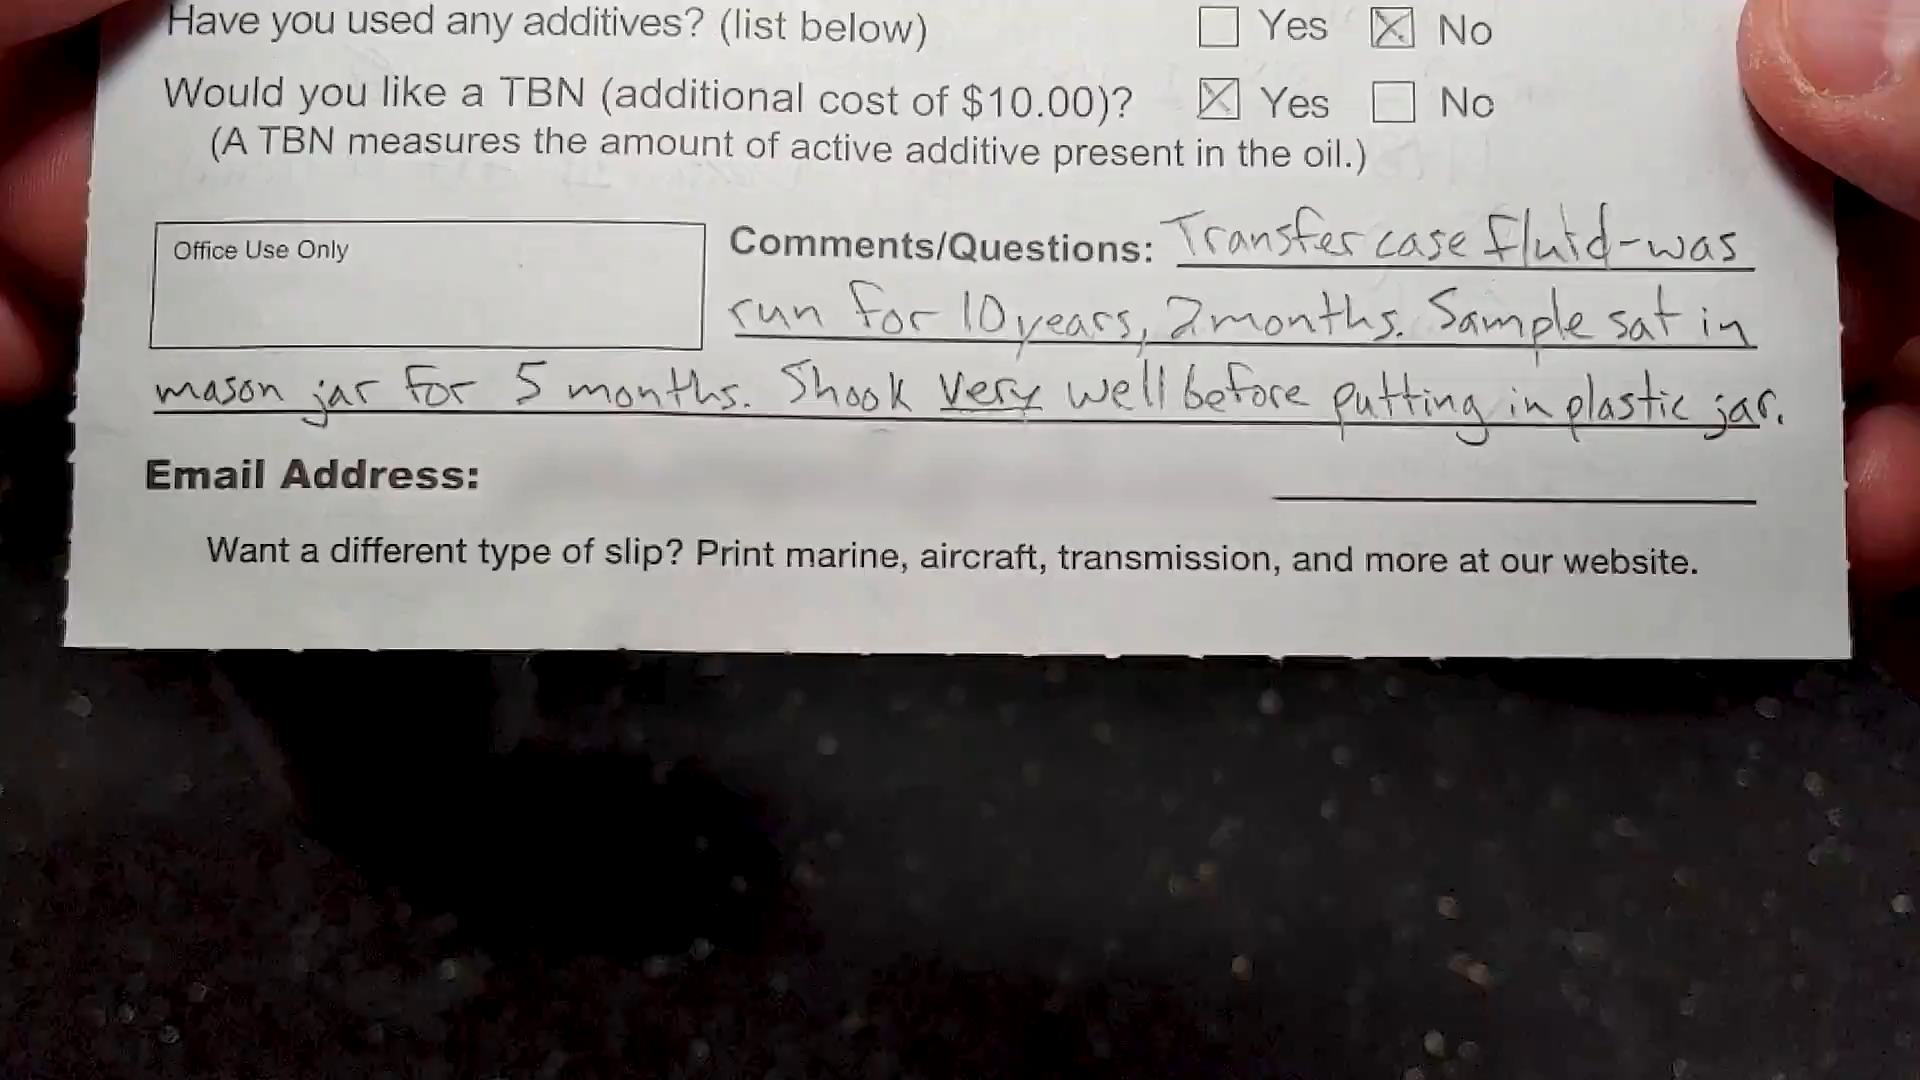 Have you used any additives? (list below) Yes No
Would you like a TBN (additional cost of $10.00)? Yes No
(A TBN measures the amount of active additive present in the oil.)
Office Use Only
Comments/Questions: Transfer case fluid-was
run for 10 years, 2 months. Sample sat in
mason jar for 5 months. Shook very well before putting in plastic jar.
Email Address:
Want a different type of slip? Print marine, aircraft, transmission, and more at our website.